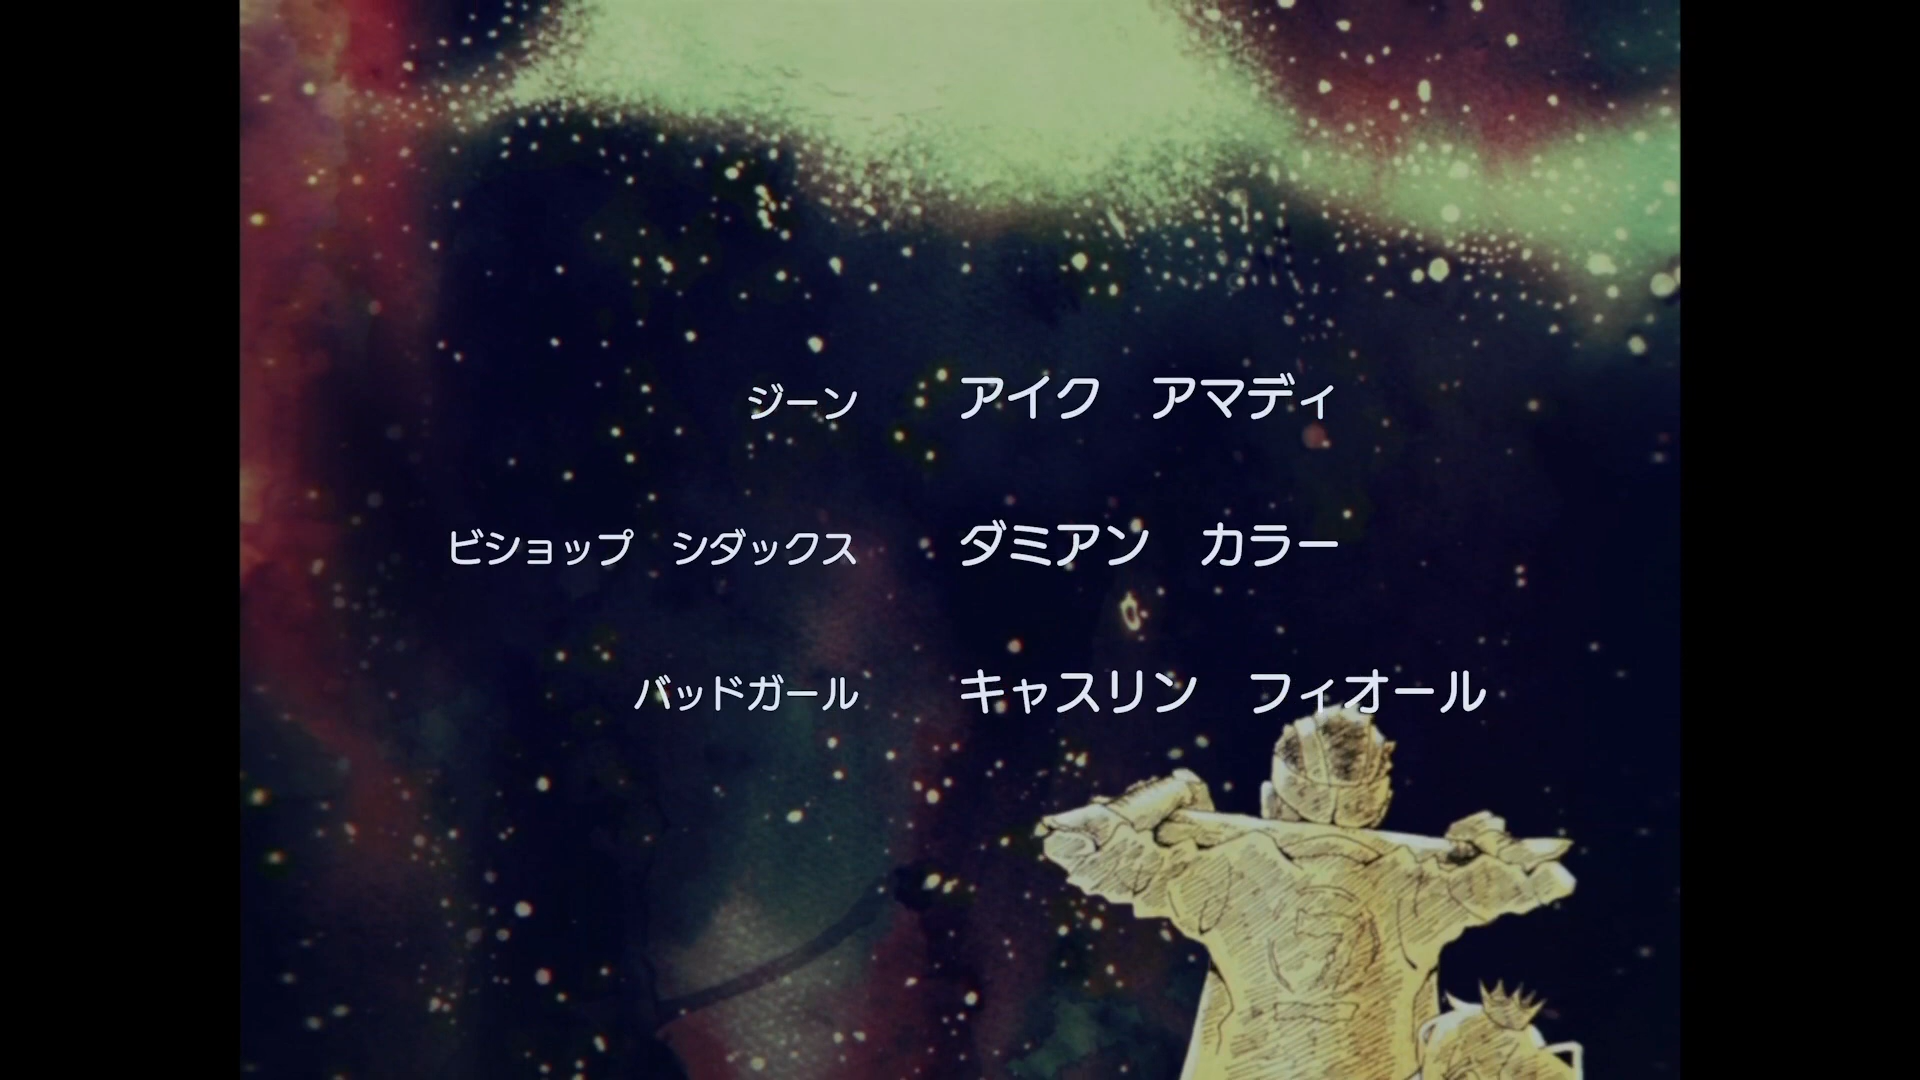 ジーン　アイク　アマディ
ビショップ　シダックス　ダミアン　カラー
バッドガール　キャスリン　フィオール